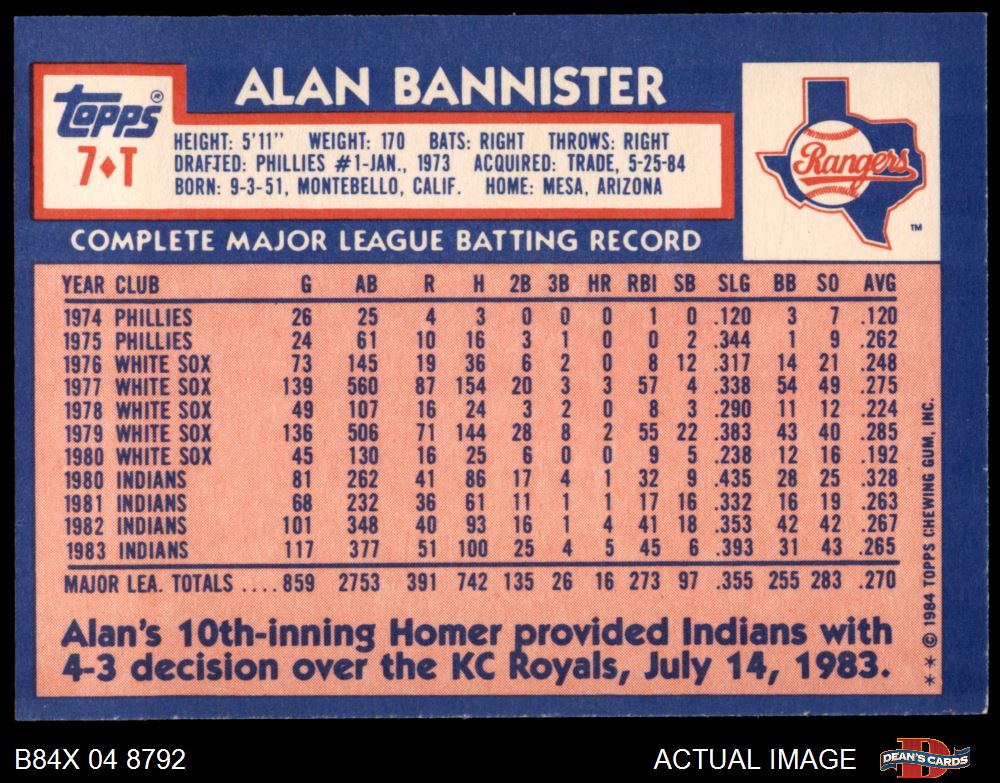 ALAN BANNISTER
Topps®
7♦T
HEIGHT: 5'11" WEIGHT: 170 BATS: RIGHT THROWS: RIGHT
DRAFTED: PHILLIES #1-JAN., 1973 ACQUIRED: TRADE, 5-25-84
BORN: 9-3-51, MONTEBELLO, CALIF. HOME: MESA, ARIZONA
Rangers
TM
COMPLETE MAJOR LEAGUE BATTING RECORD
YEAR CLUB G AB R H 2B 3B HR RBI SB SLG BB SO AVG
1974 PHILLIES 26 25 4 3 0 0 0 1 0 .120 3 7 .120
1975 PHILLIES 24 61 10 16 3 1 0 0 2 .344 1 9 .262
1976 WHITE SOX 73 145 19 36 6 2 0 8 12 .317 14 21 .248
1977 WHITE SOX 139 560 87 154 20 3 3 57 4 .338 54 49 .275
1978 WHITE SOX 49 107 16 24 3 2 0 8 3 .290 11 12 .224
1979 WHITE SOX 136 506 71 144 28 8 2 55 22 .383 43 40 .285
1980 WHITE SOX 45 130 16 25 6 0 0 9 5 .238 12 16 .192
1980 INDIANS 81 262 41 86 17 4 1 32 9 .435 28 25 .328
1981 INDIANS 68 232 36 61 11 1 1 17 16 .332 16 19 .263
1982 INDIANS 101 348 40 93 16 1 4 41 18 .353 42 42 .267
1983 INDIANS 117 377 51 100 25 4 5 45 6 .393 31 43 .265
MAJOR LEA. TOTALS .... 859 2753 391 742 135 26 16 273 97 .355 255 283 .270
Alan's 10th-inning Homer provided Indians with
4-3 decision over the KC Royals, July 14, 1983.
** © 1984 TOPPS CHEWING GUM, INC.
B84X 04 8792
ACTUAL IMAGE
DEAN'S CARDS